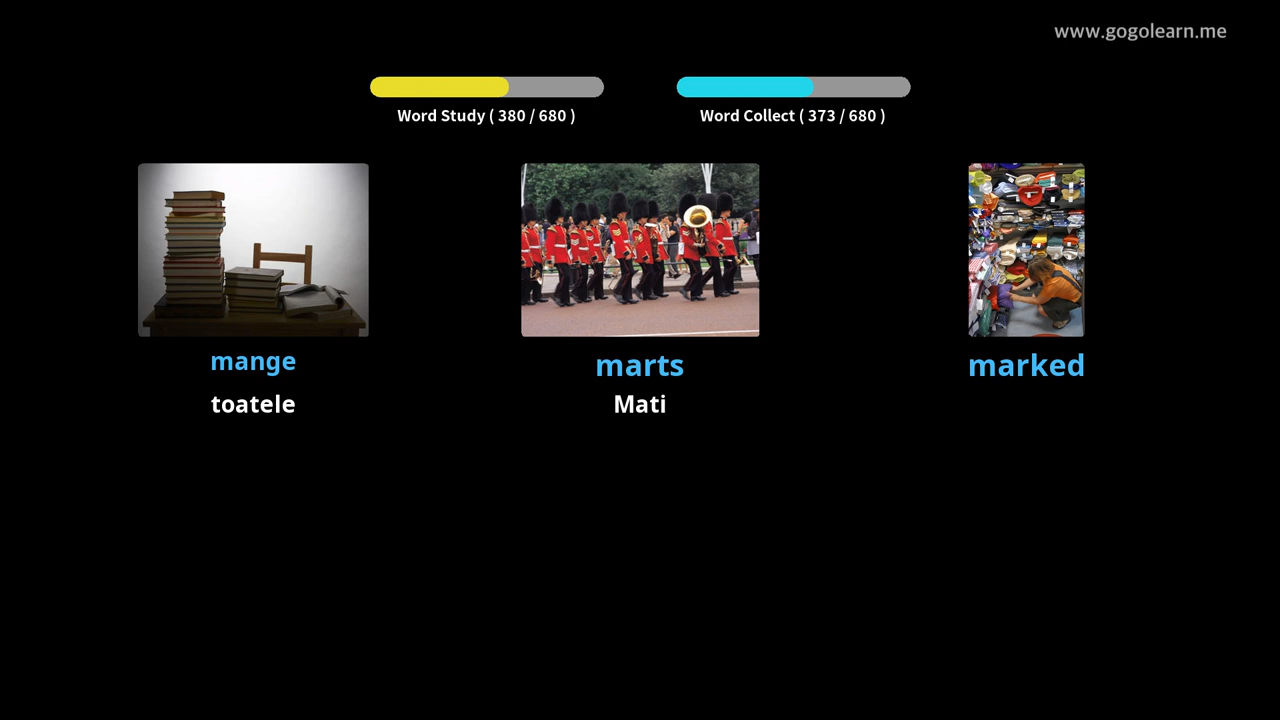 www.gogolearn.me
Word Study ( 380 / 680 )
Word Collect ( 373 / 680 )
mange
marts
marked
toatele
Mati